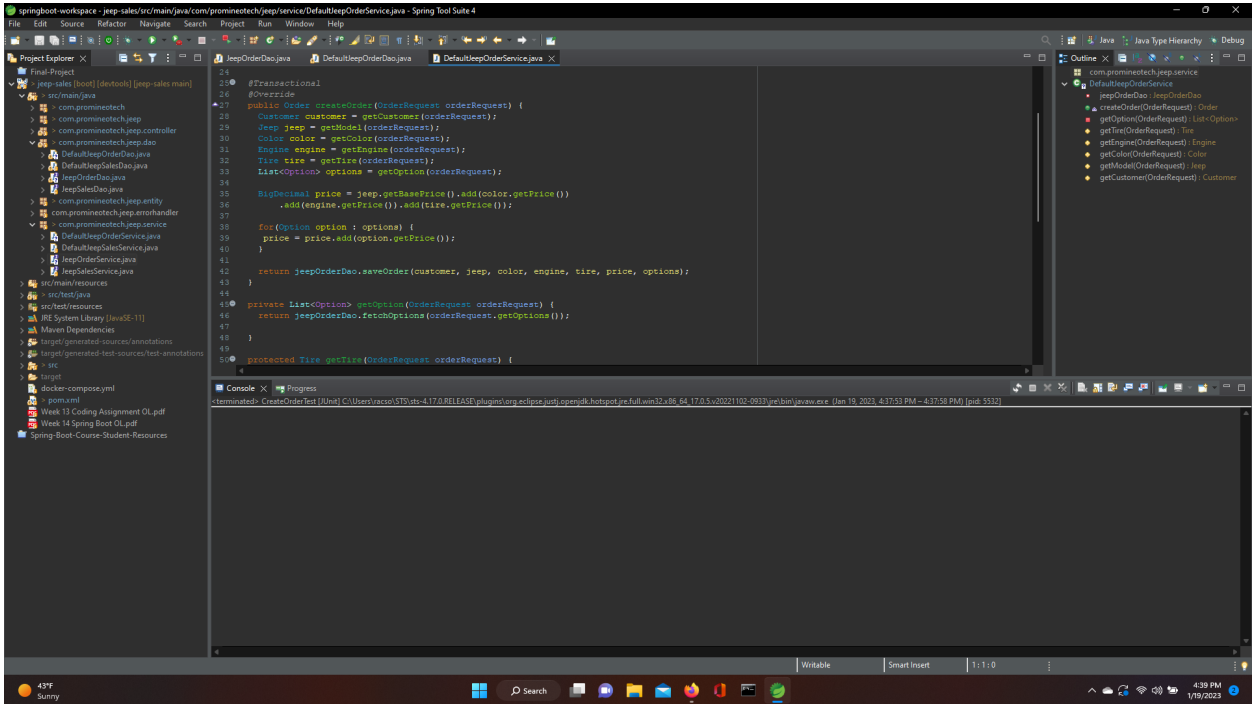 springboot-workspace - jeep-sales/src/main/java/com/promineotech/jeep/service/DefaultJeepOrderService.java - Spring Tool Suite 4
File Edit Source Refactor Navigate Search Project Run Window Help
Java Java Type Hierarchy Debug
Project Explorer
Final-Project
> jeep-sales [boot] [devtools] [jeep-sales main]
> src/main/java
> com.promineotech
> com.promineotech.jeep
> com.promineotech.jeep.controller
> com.promineotech.jeep.dao
DefaultJeepOrderDao.java
DefaultJeepSalesDao.java
JeepOrderDao.java
JeepSalesDao.java
> com.promineotech.jeep.entity
com.promineotech.jeep.errorhandler
> com.promineotech.jeep.service
DefaultJeepOrderService.java
DefaultJeepSalesService.java
JeepOrderService.java
JeepSalesService.java
src/main/resources
> src/test/java
src/test/resources
JRE System Library [JavaSE-11]
Maven Dependencies
target/generated-sources/annotations
target/generated-test-sources/test-annotations
> src
target
docker-compose.yml
> pom.xml
Week 13 Coding Assignment OL.pdf
Week 14 Spring Boot OL.pdf
Spring-Boot-Course-Student-Resources
JeepOrderDao.java DefaultJeepOrderDao.java DefaultJeepOrderService.java
24
25 @Transactional
26 @Override
27 public Order createOrder(OrderRequest orderRequest) {
28 Customer customer = getCustomer(orderRequest);
29 Jeep jeep = getModel(orderRequest);
30 Color color = getColor(orderRequest);
31 Engine engine = getEngine(orderRequest);
32 Tire tire = getTire(orderRequest);
33 List<Option> options = getOption(orderRequest);
34
35 BigDecimal price = jeep.getBasePrice().add(color.getPrice())
36 .add(engine.getPrice()).add(tire.getPrice());
37
38 for(Option option : options) {
39 price = price.add(option.getPrice());
40 }
41
42 return jeepOrderDao.saveOrder(customer, jeep, color, engine, tire, price, options);
43 }
44
45 private List<Option> getOption(OrderRequest orderRequest) {
46 return jeepOrderDao.fetchOptions(orderRequest.getOptions());
47
48 }
49
50 protected Tire getTire(OrderRequest orderRequest) {
Outline
com.promineotech.jeep.service
DefaultJeepOrderService
jeepOrderDao : JeepOrderDao
createOrder(OrderRequest) : Order
getOption(OrderRequest) : List<Option>
getTire(OrderRequest) : Tire
getEngine(OrderRequest) : Engine
getColor(OrderRequest) : Color
getModel(OrderRequest) : Jeep
getCustomer(OrderRequest) : Customer
Console Progress
<terminated> CreateOrderTest [JUnit] C:\Users\racso\STS\sts-4.17.0.RELEASE\plugins\org.eclipse.justj.openjdk.hotspot.jre.full.win32.x86_64_17.0.5.v20221102-0933\jre\bin\javaw.exe (Jan 19, 2023, 4:37:53 PM – 4:37:58 PM) [pid: 5532]
Writable Smart Insert 1 : 1 : 0
43°F
Sunny
Search
4:39 PM
1/19/2023
2